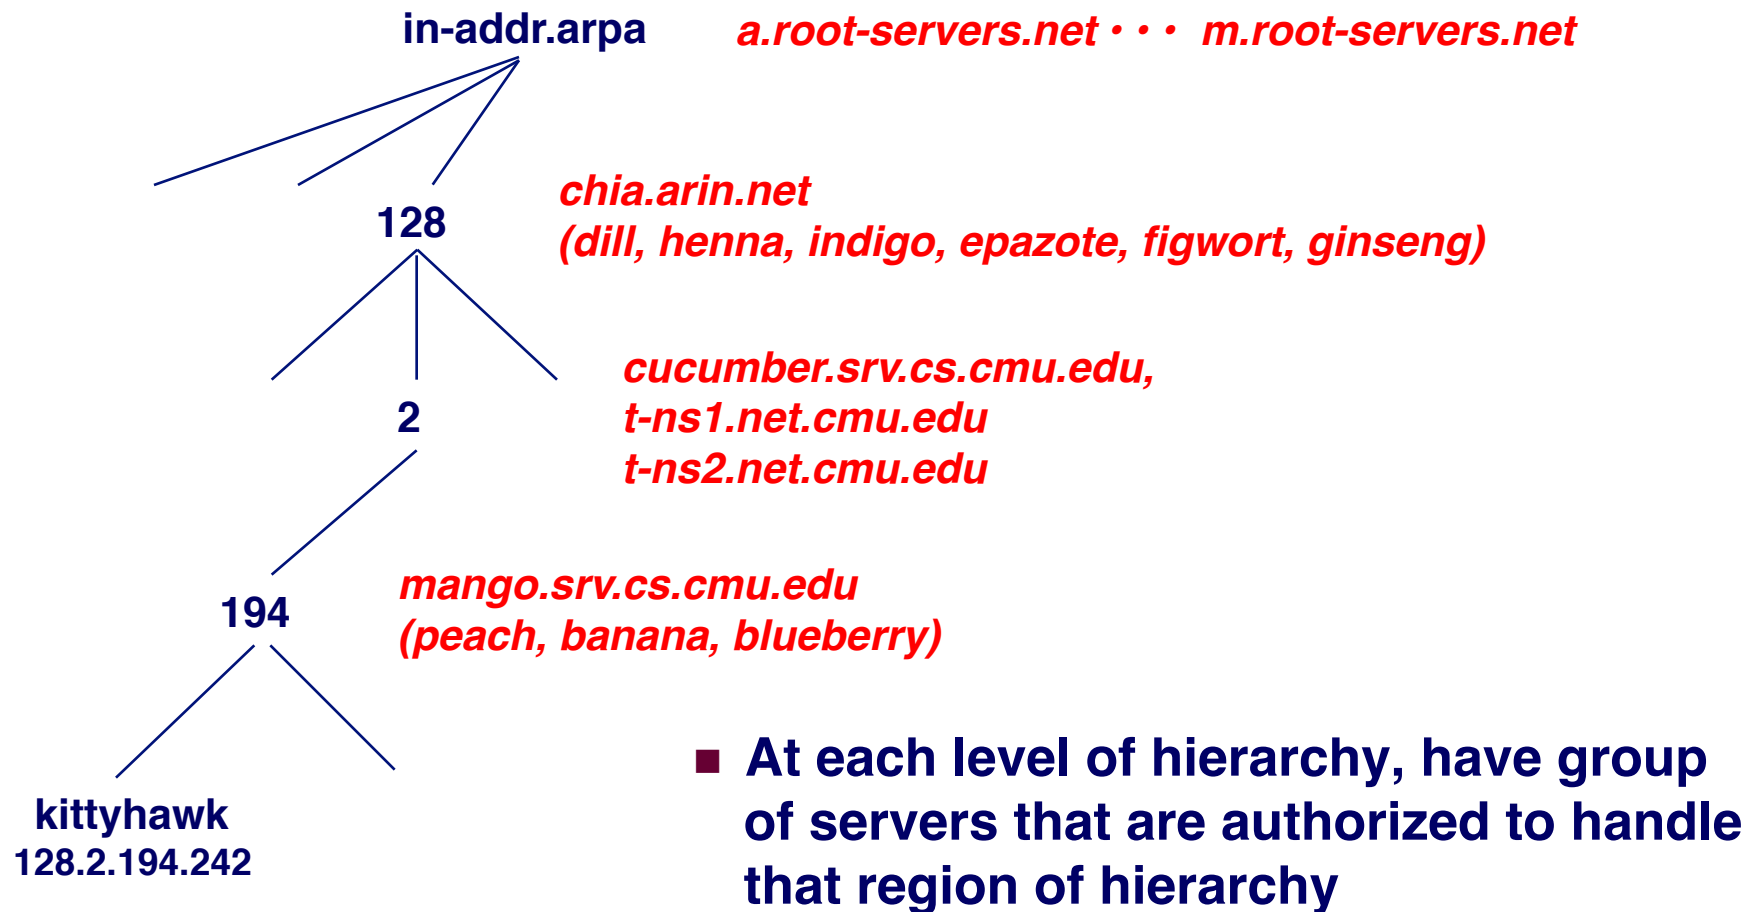 in-addr.arpa a.root-servers.net • • • m.root-servers.net
128
chia.arin.net
(dill, henna, indigo, epazote, figwort, ginseng)
2
cucumber.srv.cs.cmu.edu,
t-ns1.net.cmu.edu
t-ns2.net.cmu.edu
194
mango.srv.cs.cmu.edu
(peach, banana, blueberry)
kittyhawk
128.2.194.242
■ At each level of hierarchy, have group
of servers that are authorized to handle
that region of hierarchy